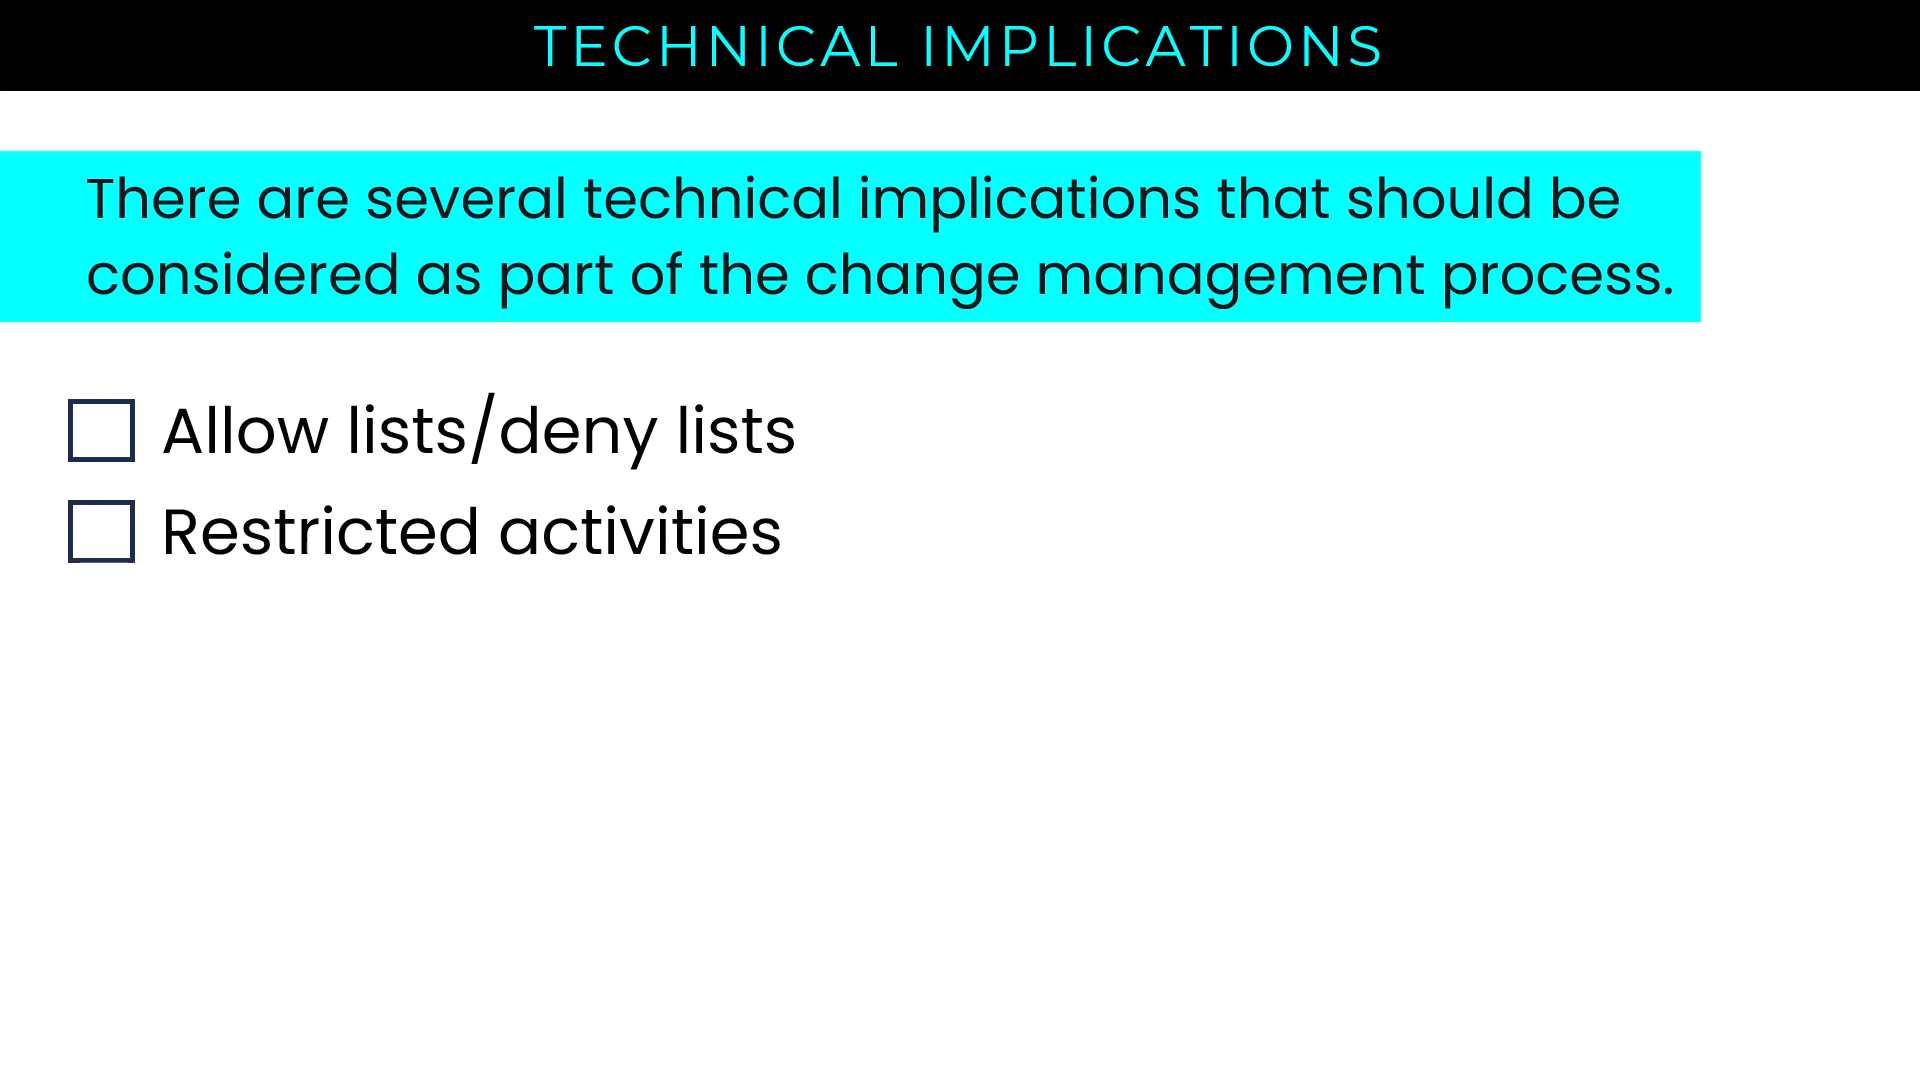 TECHNICAL IMPLICATIONS
There are several technical implications that should be
considered as part of the change management process.
Allow lists/deny lists
Restricted activities